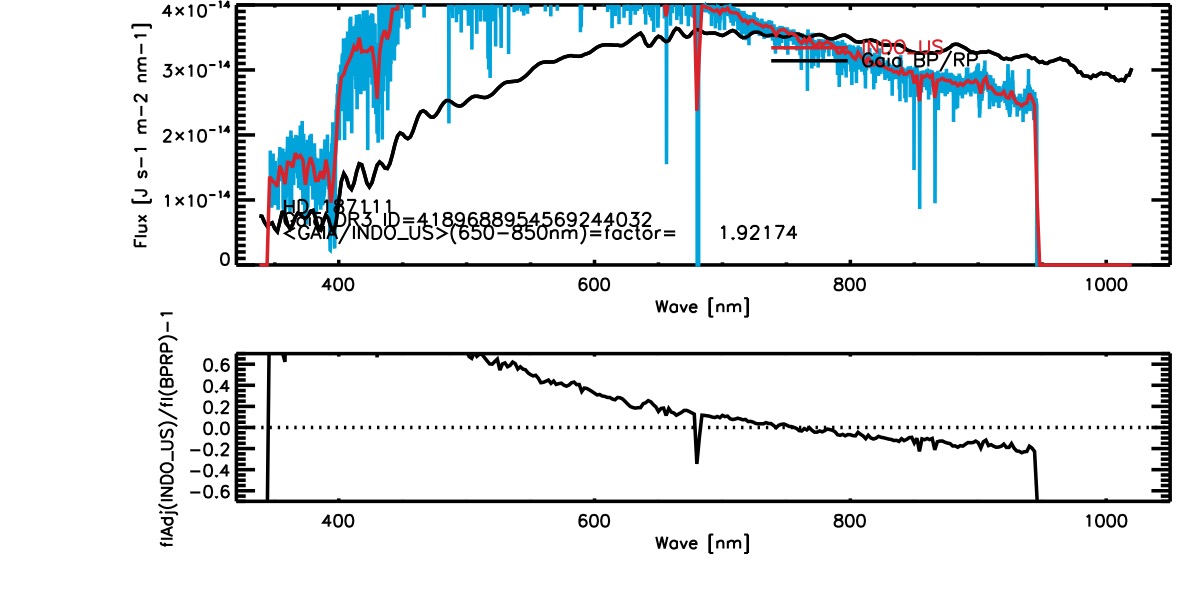 4×10⁻¹⁴
3×10⁻¹⁴
2×10⁻¹⁴
1×10⁻¹⁴
0
Flux [J s−1 m−2 nm−1]
INDO_US
Gaia BP/RP
HD 187111
Gaia DR3 ID=4189688954569244032
<GAIA/INDO_US>(650−850nm)=factor= 1.92174
400 600 800 1000
Wave [nm]
flAdj(INDO_US)/fl(BPRP)−1
0.6
0.4
0.2
0.0
−0.2
−0.4
−0.6
400 600 800 1000
Wave [nm]